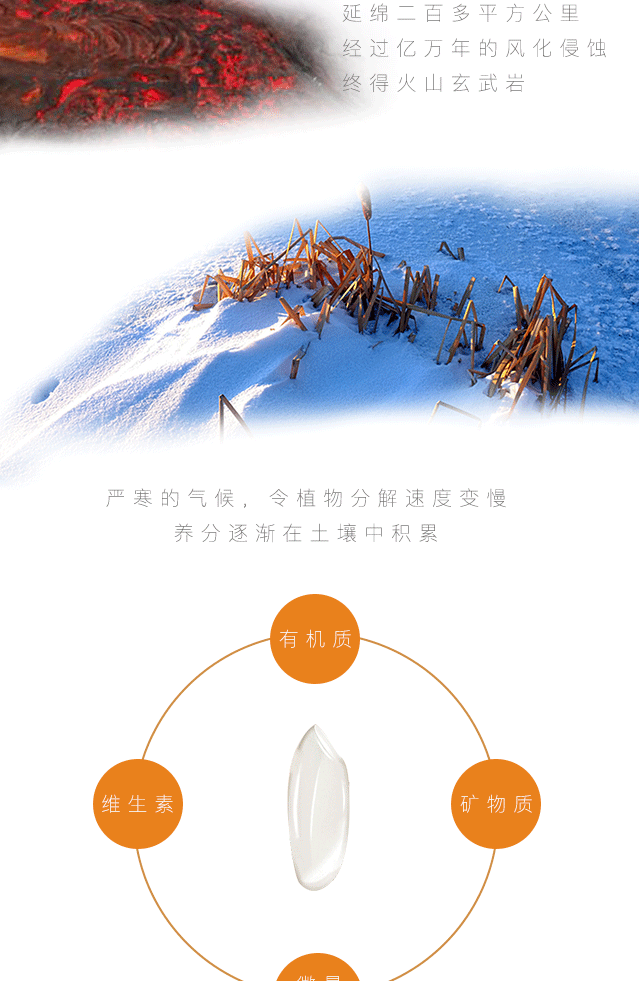 延绵二百多平方公里
经过亿万年的风化侵蚀
终得火山玄武岩
严寒的气候，令植物分解速度变慢
养分逐渐在土壤中积累
有机质
维生素
矿物质